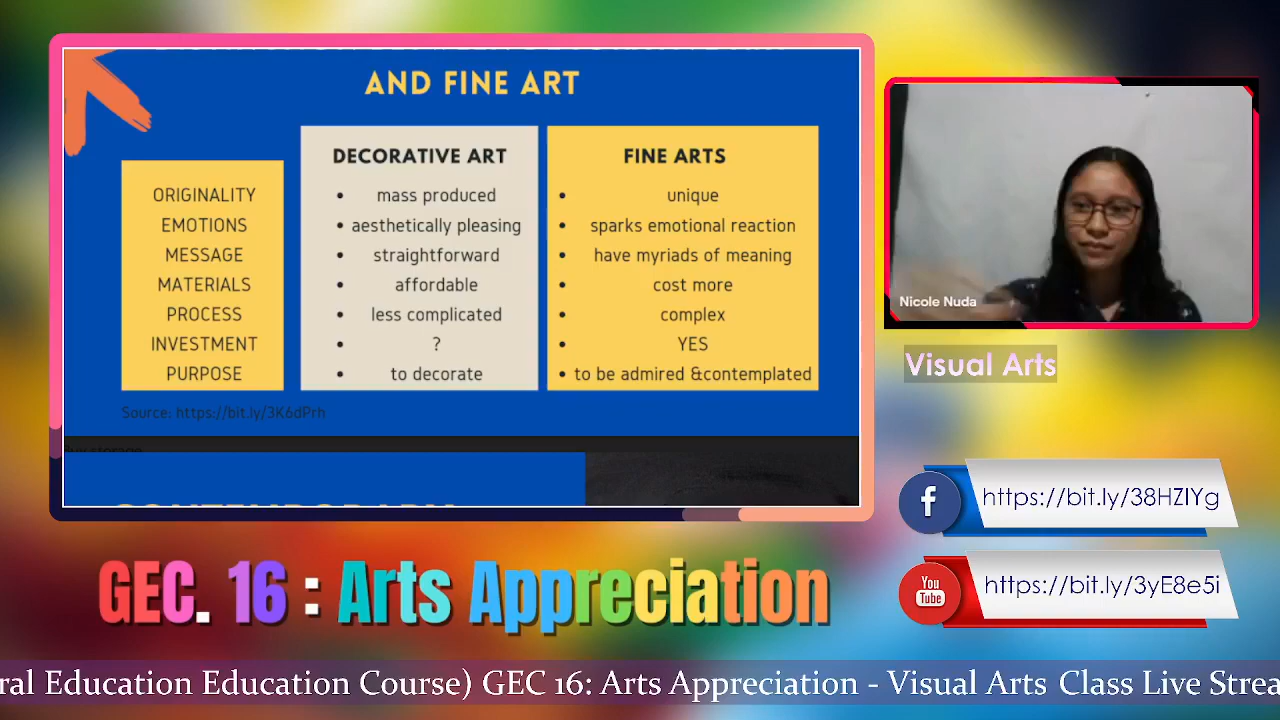 AND FINE ART
ORIGINALITY
EMOTIONS
MESSAGE
MATERIALS
PROCESS
INVESTMENT
PURPOSE
DECORATIVE ART
• mass produced
• aesthetically pleasing
• straightforward
• affordable
• less complicated
• ?
• to decorate
FINE ARTS
• unique
• sparks emotional reaction
• have myriads of meaning
• cost more
• complex
• YES
• to be admired &contemplated
Source: https://bit.ly/3K6dPrh
Nicole Nuda
Visual Arts
f
https://bit.ly/38HZIYg
You
Tube
https://bit.ly/3yE8e5i
GEC. 16 : Arts Appreciation
ral Education Education Course) GEC 16: Arts Appreciation - Visual Arts Class Live Strea